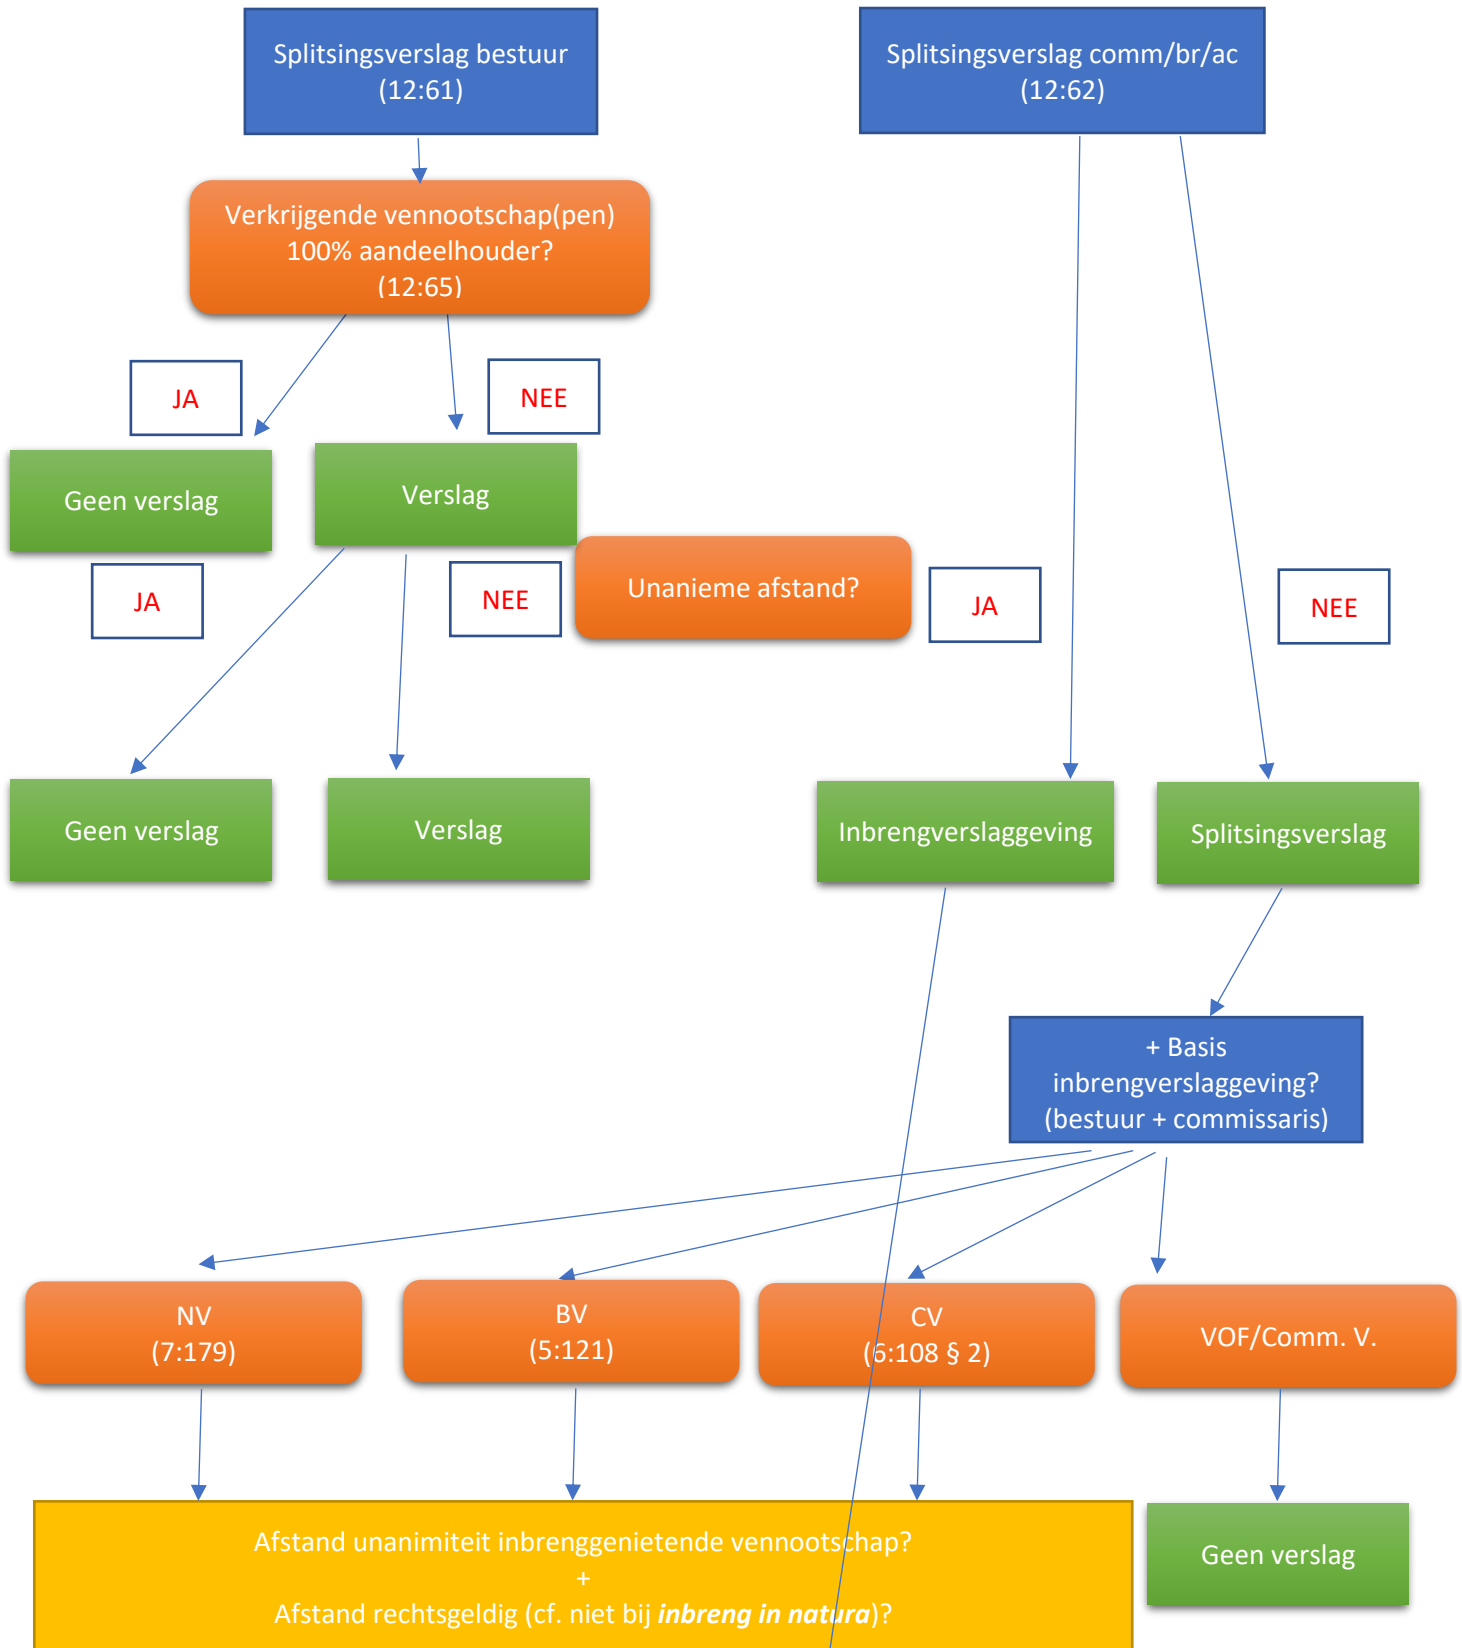 Splitsingsverslag bestuur
(12:61)
Splitsingsverslag comm/br/ac
(12:62)
Verkrijgende vennootschap(pen)
100% aandeelhouder?
(12:65)
JA
NEE
Geen verslag
Verslag
JA
NEE
Unanieme afstand?
JA
NEE
Geen verslag
Verslag
Inbrengverslaggeving
Splitsingsverslag
+ Basis
inbrengverslaggeving?
(bestuur + commissaris)
NV
(7:179)
BV
(5:121)
CV
(6:108 § 2)
VOF/Comm. V.
Afstand unanimiteit inbrenggenietende vennootschap?
+
Afstand rechtsgeldig (cf. niet bij inbreng in natura)?
Geen verslag